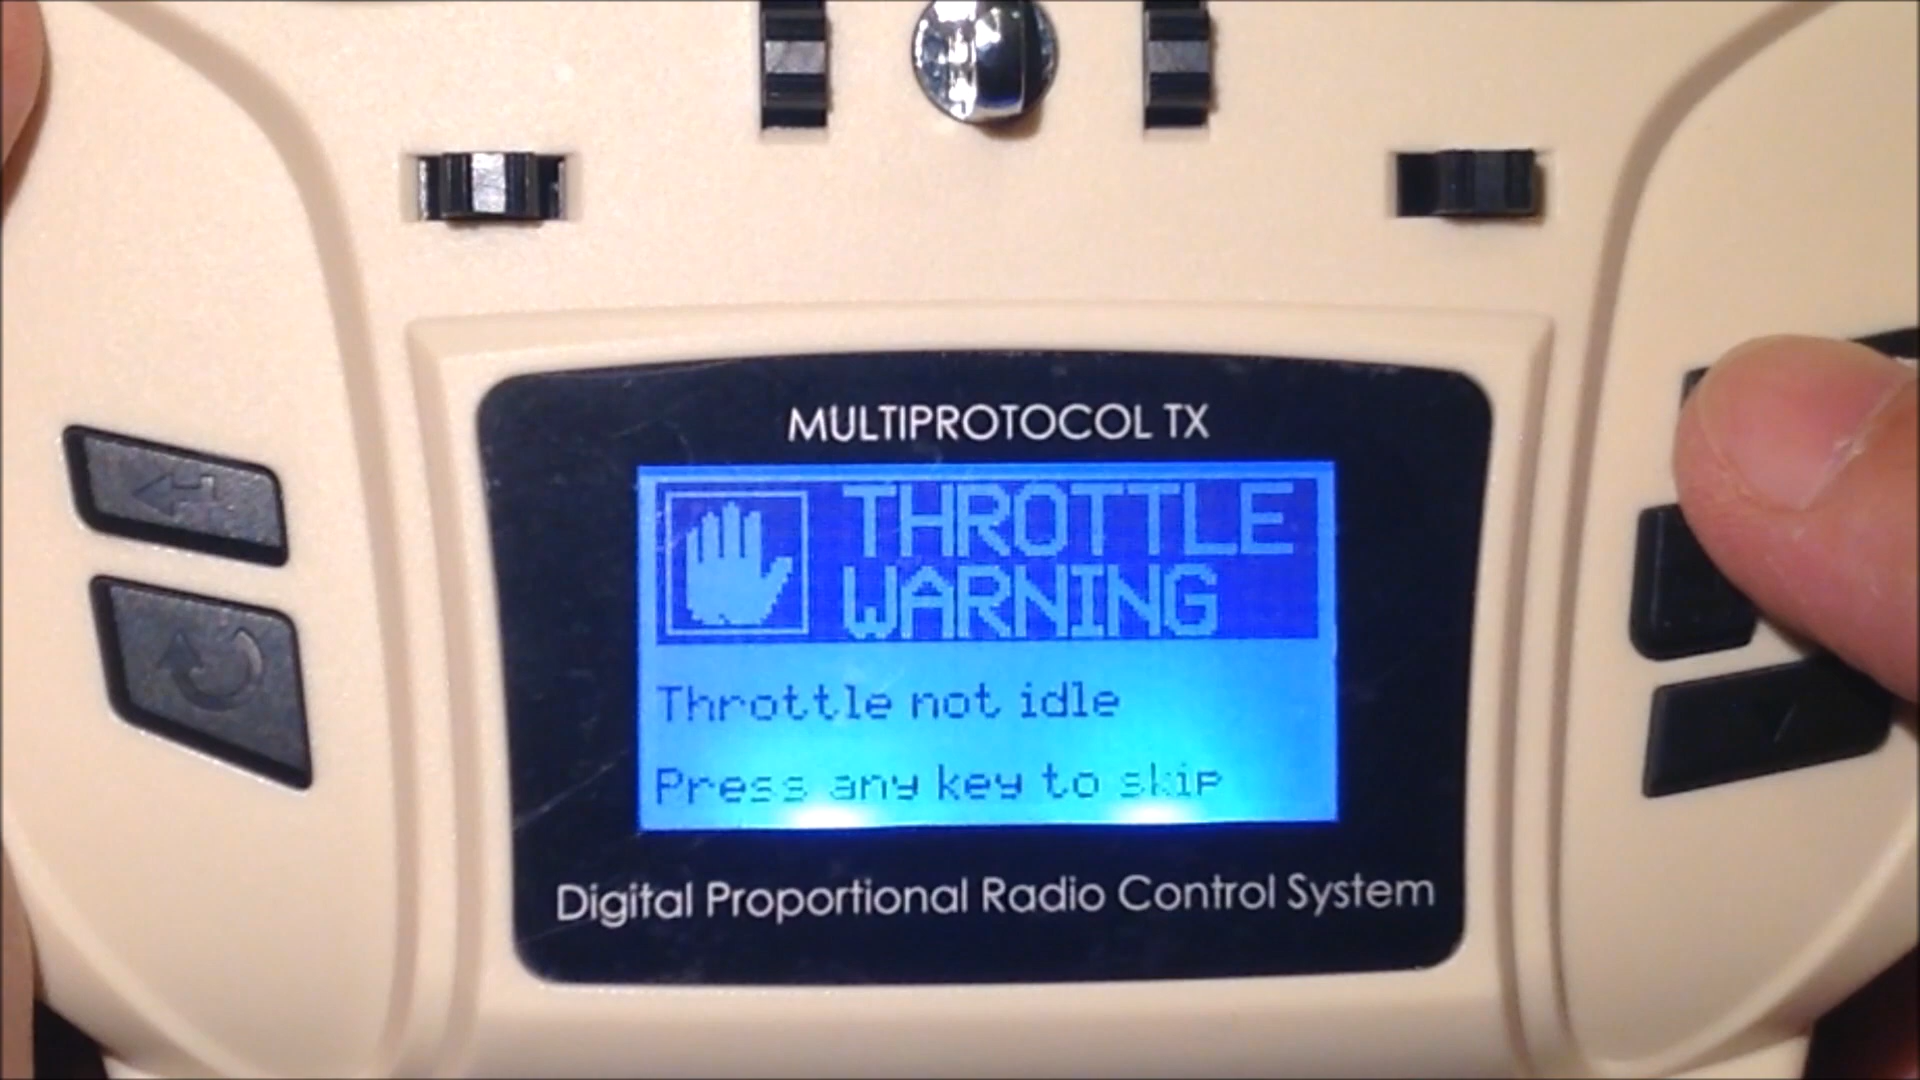 MULTIPROTOCOL TX
THROTTLE
WARNING
Throttle not idle
Press any key to skip
Digital Proportional Radio Control System